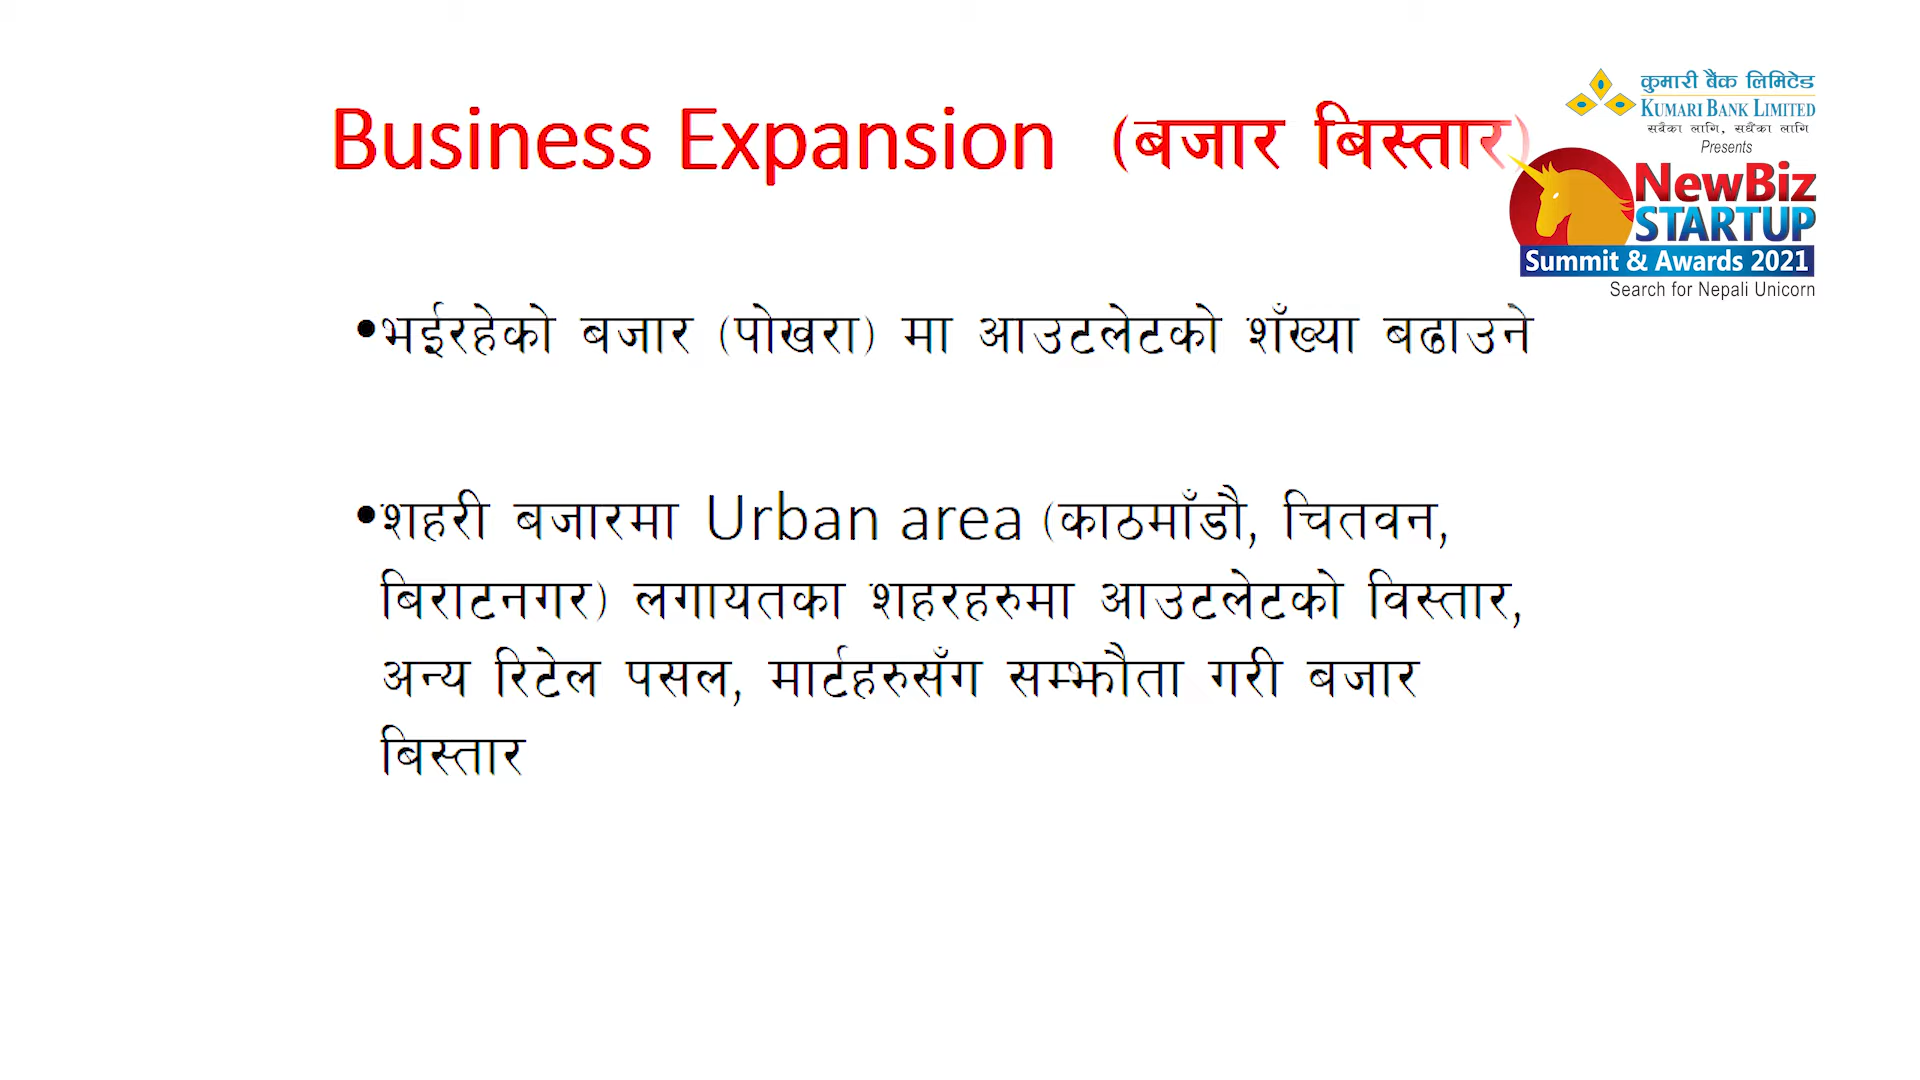 Business Expansion (बजार बिस्तार)
कुमारी बैंक लिमिटेड
KUMARI BANK LIMITED
सबैका लागि, सधैंका लागि
Presents
NewBiz
STARTUP
Summit & Awards 2021
Search for Nepali Unicorn
•भईरहेको बजार (पोखरा) मा आउटलेटको शँख्या बढाउने
•शहरी बजारमा Urban area (काठमाँडौ, चितवन,
बिराटनगर) लगायतका शहरहरुमा आउटलेटको विस्तार,
अन्य रिटेल पसल, मार्टहरुसँग सम्झौता गरी बजार
बिस्तार